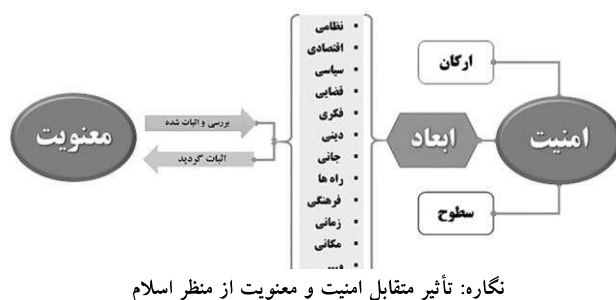 امنیت
ارکان
ابعاد
سطوح
نظامی
اقتصادی
سیاسی
قضایی
فکری
دینی
جانی
راه ها
فرهنگی
زمانی
مکانی
و...
بررسی و اثبات شده
اثبات گردید
معنویت
نگاره: تأثیر متقابل امنیت و معنویت از منظر اسلام